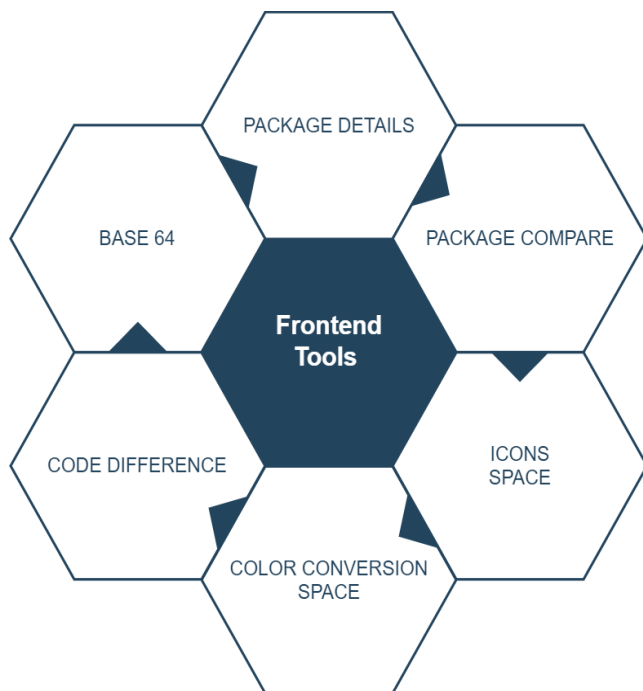 PACKAGE DETAILS
BASE 64
PACKAGE COMPARE
Frontend
Tools
CODE DIFFERENCE
ICONS
SPACE
COLOR CONVERSION
SPACE